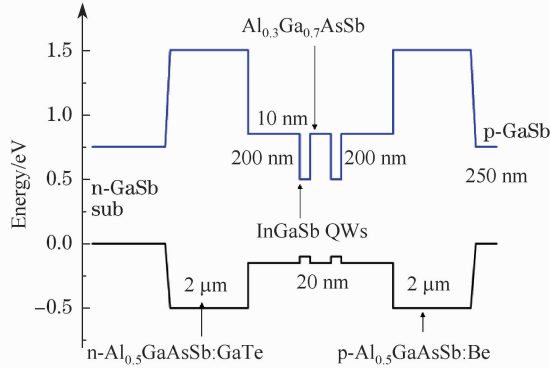 Al0.3Ga0.7AsSb
1.5
10 nm
p-GaSb
1.0
200 nm
200 nm
250 nm
0.5
n-GaSb
sub
InGaSb QWs
Energy/eV
0.0
2 μm
20 nm
2 μm
−0.5
n-Al0.5GaAsSb:GaTe
p-Al0.5GaAsSb:Be